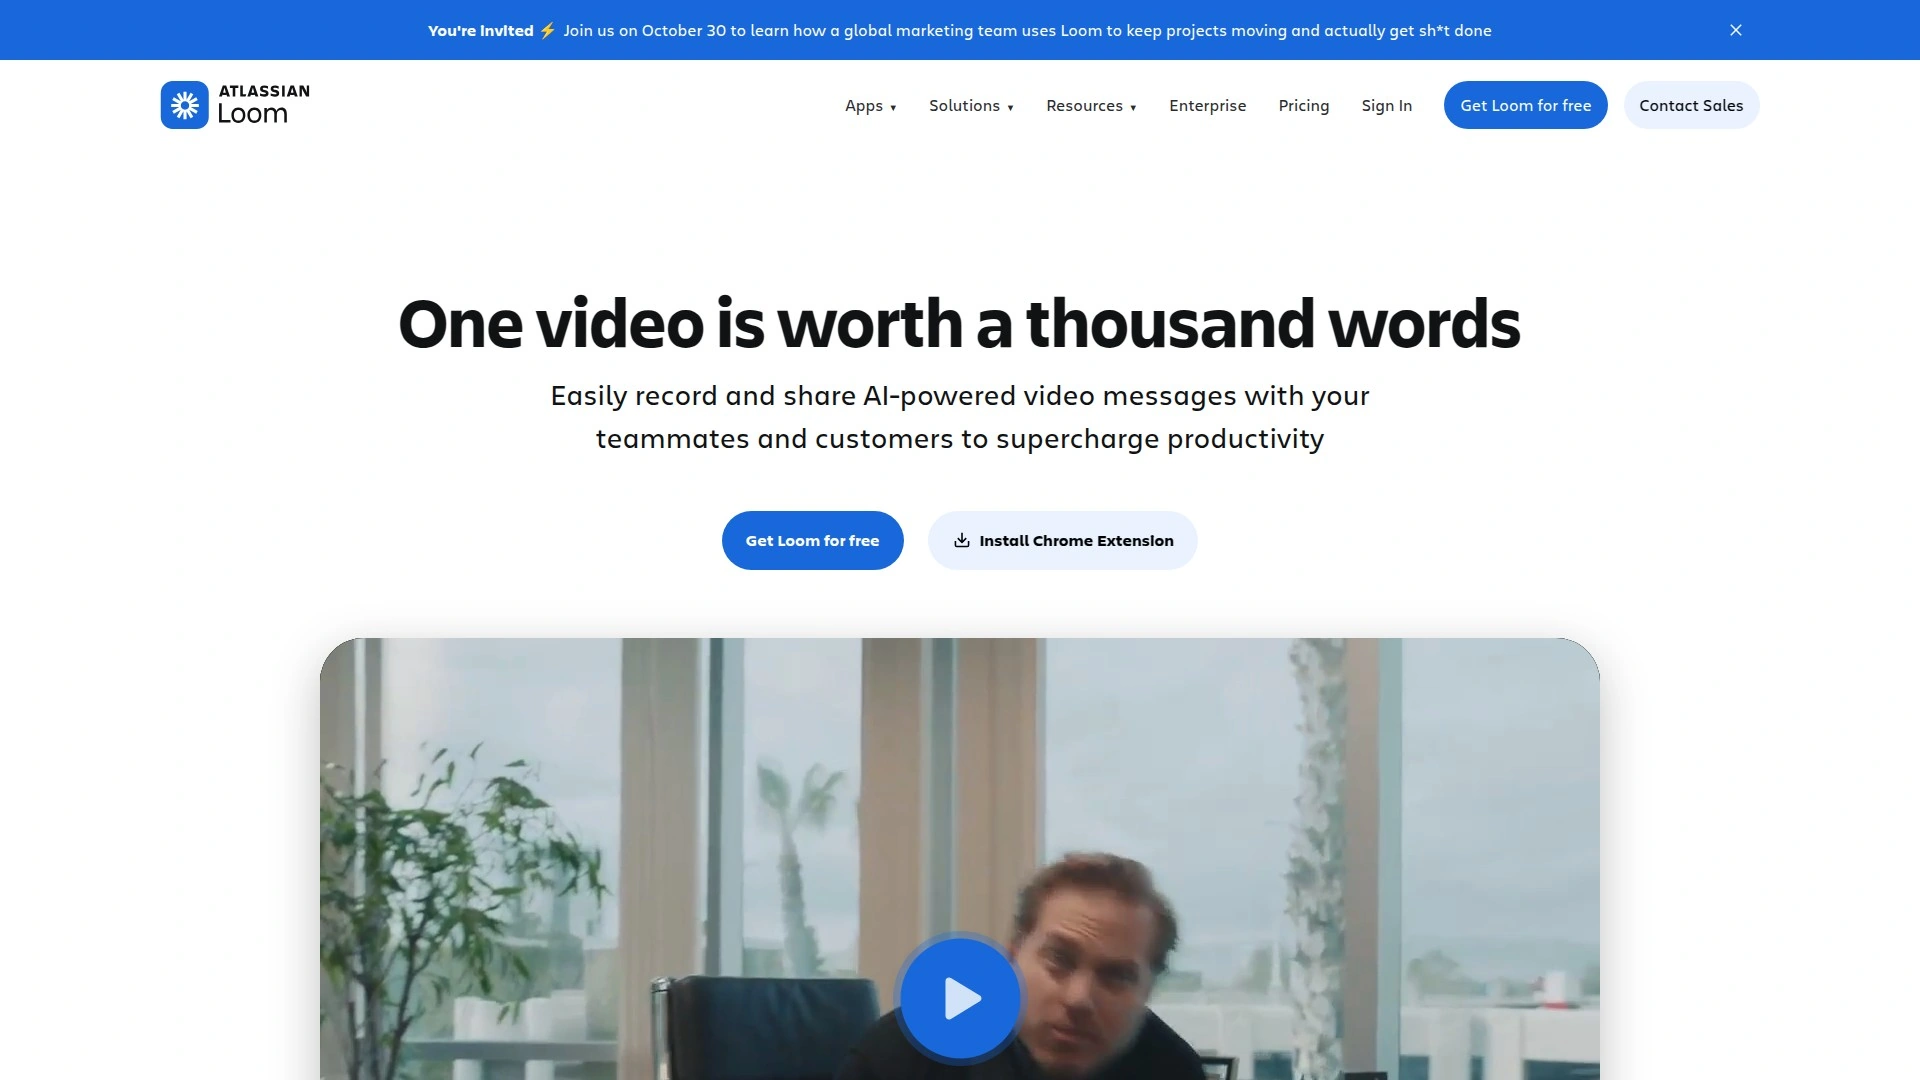 You're invited ⚡ Join us on October 30 to learn how a global marketing team uses Loom to keep projects moving and actually get sh*t done
ATLASSIAN
Loom
Apps ▾ Solutions ▾ Resources ▾ Enterprise Pricing Sign In Get Loom for free Contact Sales
One video is worth a thousand words
Easily record and share AI-powered video messages with your
teammates and customers to supercharge productivity
Get Loom for free Install Chrome Extension